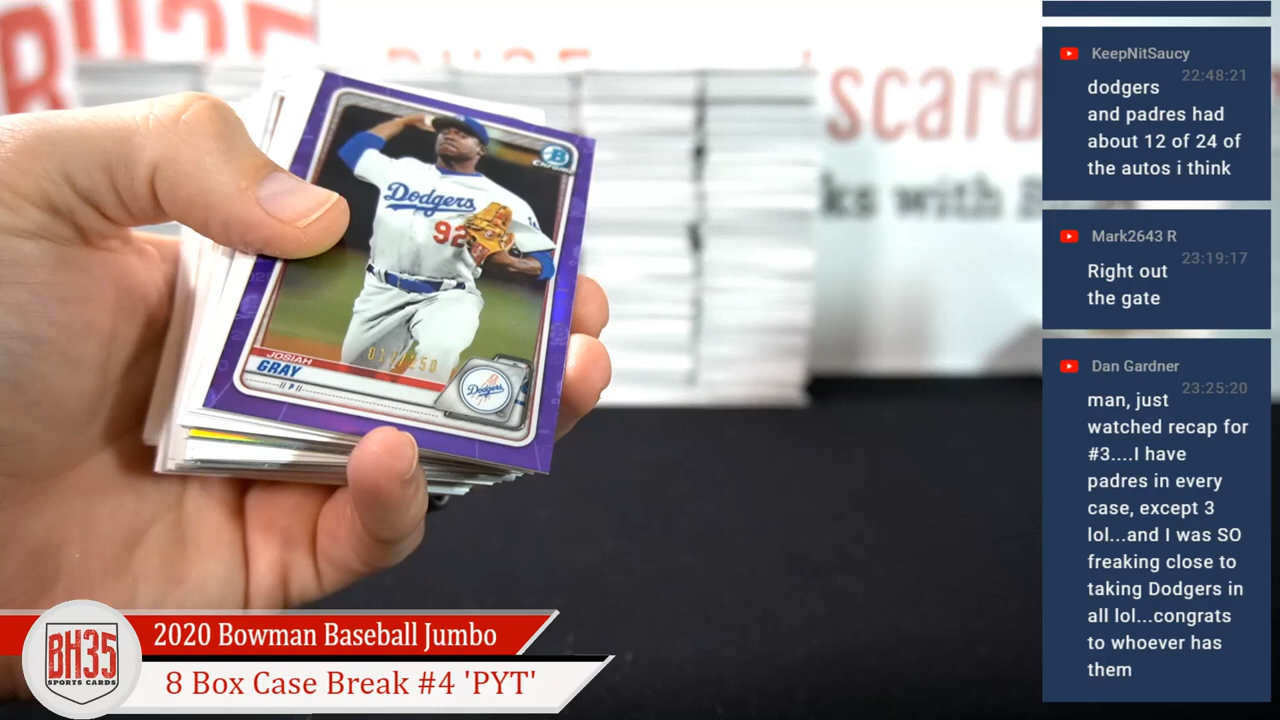 Dodgers
92
JOSIAH
GRAY
P
Dodgers
scard
ks with
KeepNitSaucy
22:48:21
dodgers
and padres had
about 12 of 24 of
the autos i think
Mark2643 R
23:19:17
Right out
the gate
Dan Gardner
23:25:20
man, just
watched recap for
#3....I have
padres in every
case, except 3
lol...and I was SO
freaking close to
taking Dodgers in
all lol...congrats
to whoever has
them
BH35
SPORTS CARDS
2020 Bowman Baseball Jumbo
8 Box Case Break #4 'PYT'